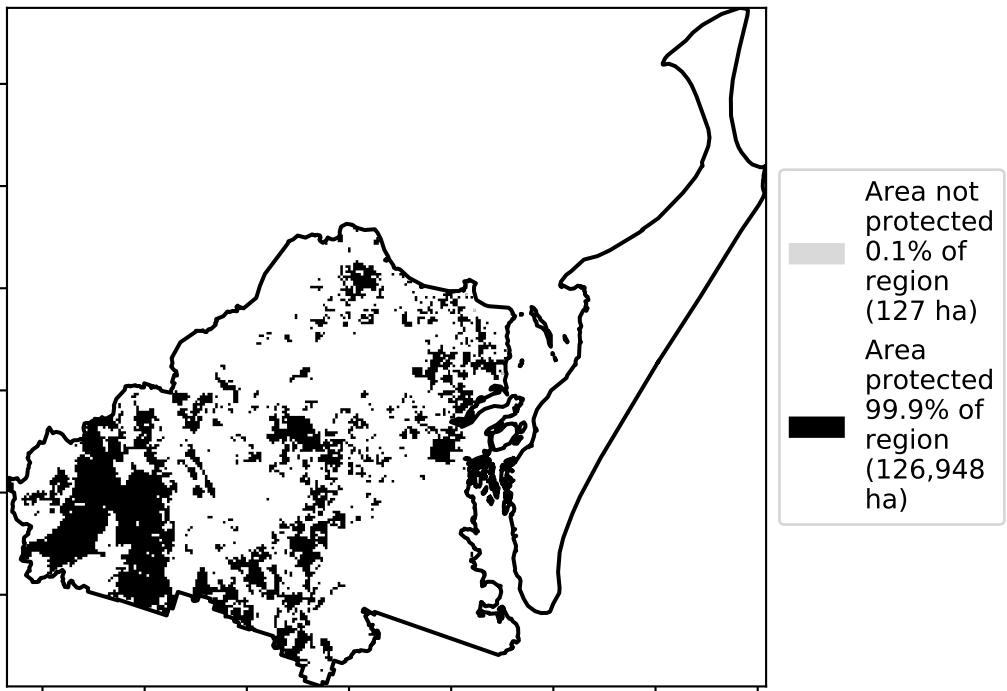 Area not
protected
0.1% of
region
(127 ha)
Area
protected
99.9% of
region
(126,948
ha)